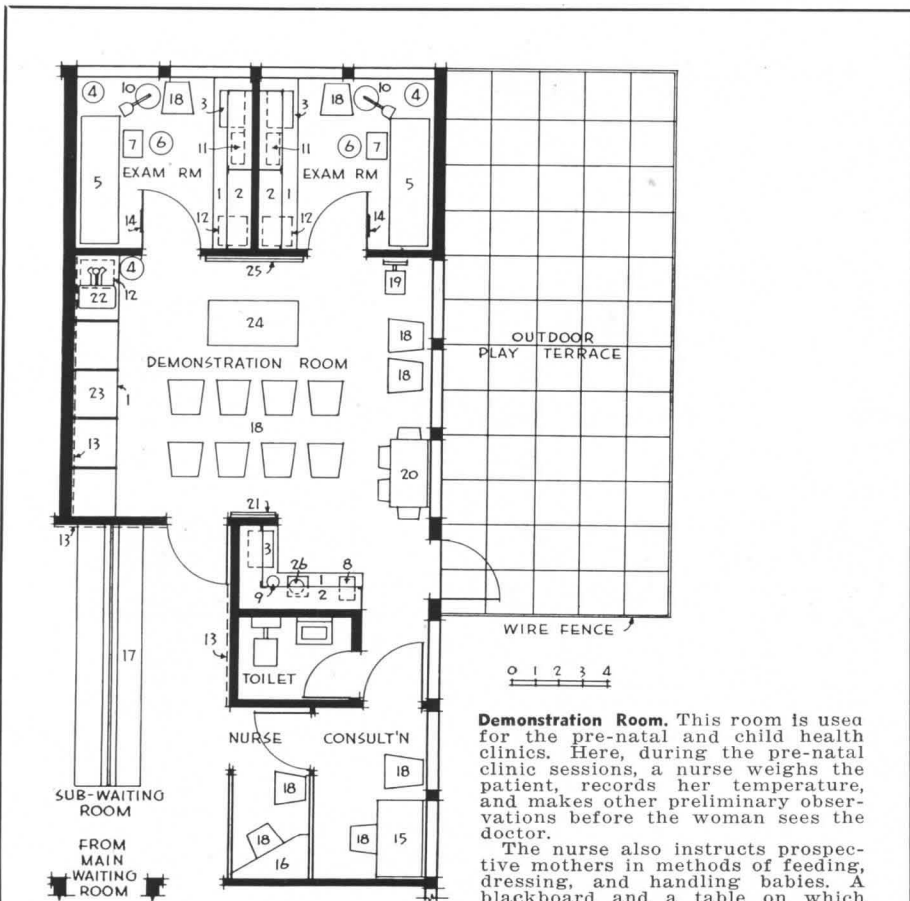 4 10 18 3 3 18 10 4
7 6 11 11 6 7
5 EXAM RM EXAM RM 5
1 2 2 1
14 12 12 14
4
12
22
25
19
24
18
OUTDOOR
PLAY TERRACE
DEMONSTRATION ROOM
18
23 1
18
13
20
21
13
3 26 8
1
9 2
WIRE FENCE
13
17
TOILET
0 1 2 3 4
NURSE CONSULT'N
18
18
SUB-WAITING
ROOM
18 18 15
16
FROM
MAIN
WAITING
ROOM
Demonstration Room. This room is used
for the pre-natal and child health
clinics. Here, during the pre-natal
clinic sessions, a nurse weighs the
patient, records her temperature,
and makes other preliminary obser-
vations before the woman sees the
doctor.
The nurse also instructs prospec-
tive mothers in methods of feeding,
dressing, and handling babies. A
blackboard and a table on which